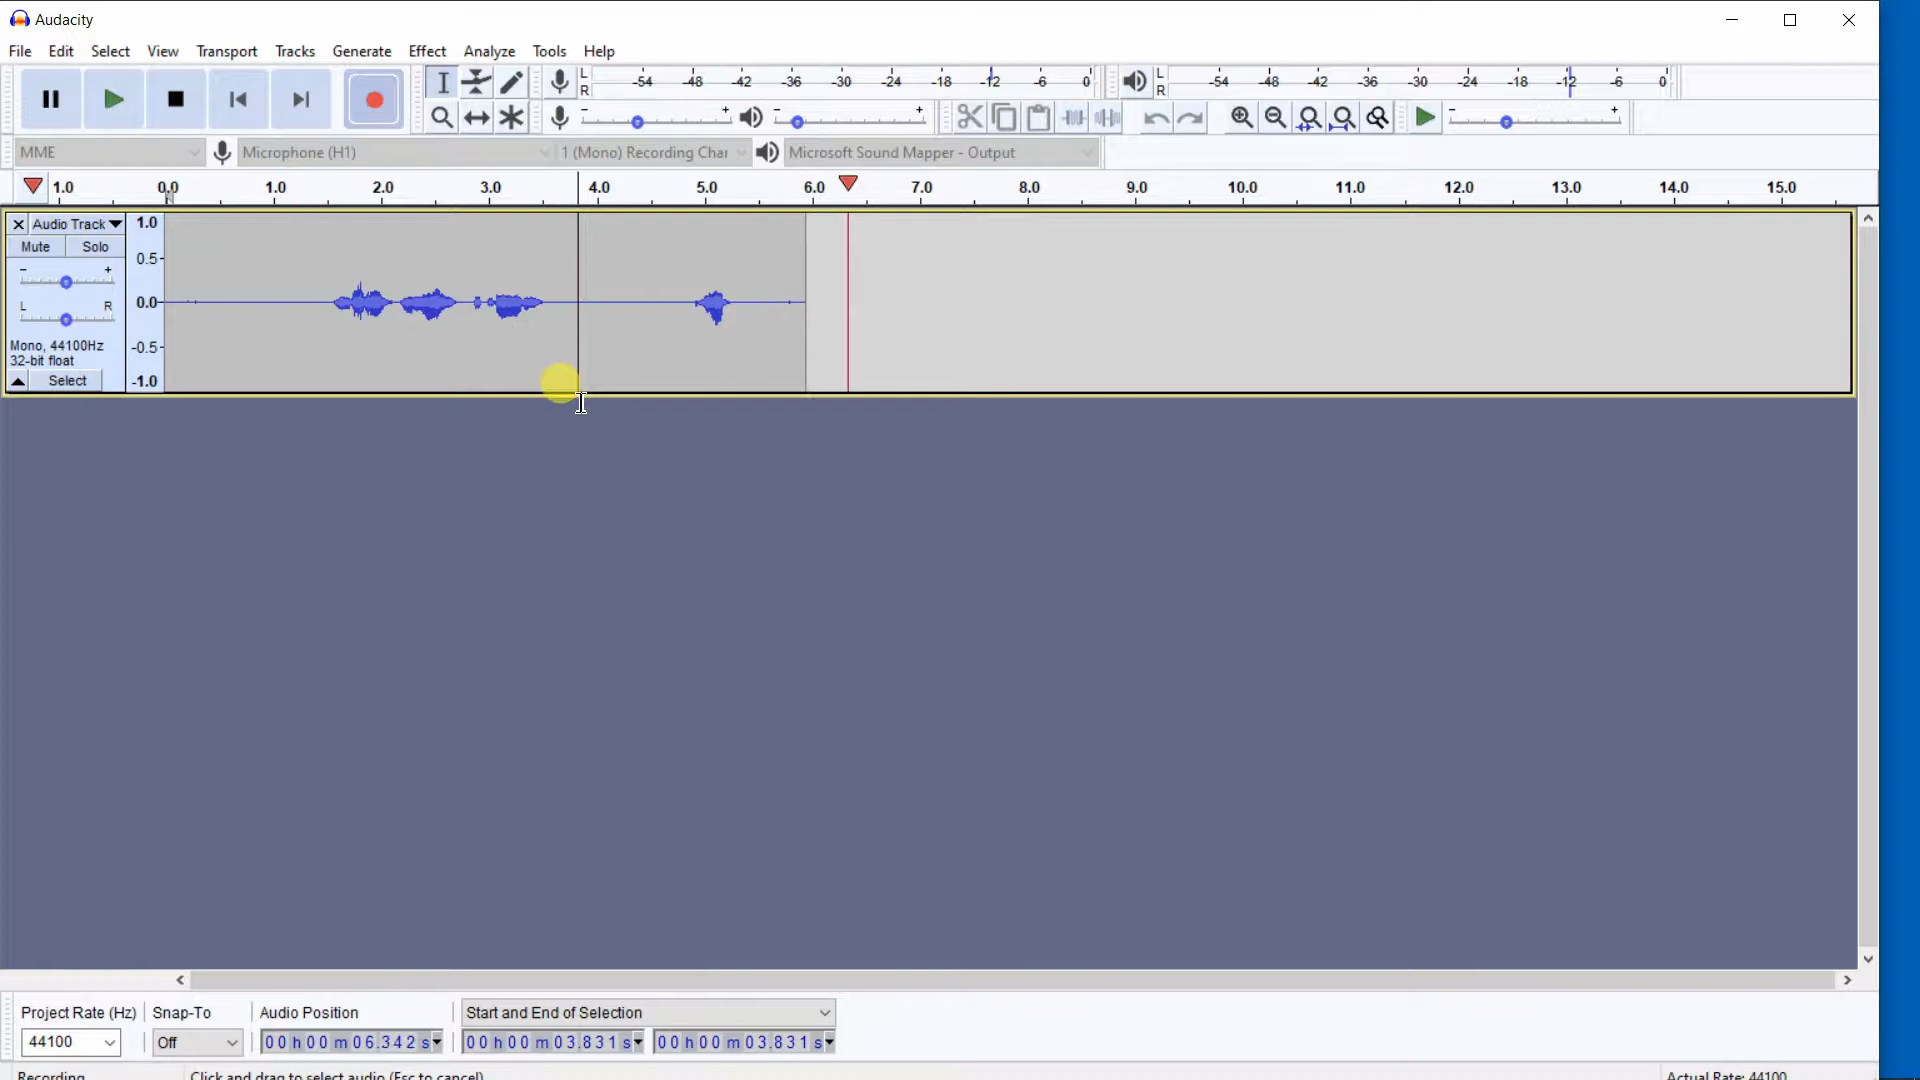 Audacity
File Edit Select View Transport Tracks Generate Effect Analyze Tools Help
L R -54 -48 -42 -36 -30 -24 -18 -12 -6 0 L R -54 -48 -42 -36 -30 -24 -18 -12 -6 0
- + - + - +
MME Microphone (H1) 1 (Mono) Recording Char Microsoft Sound Mapper - Output
1.0 0.0 1.0 2.0 3.0 4.0 5.0 6.0 7.0 8.0 9.0 10.0 11.0 12.0 13.0 14.0 15.0
Audio Track 1.0
Mute Solo
0.5-
- +
0.0-
L R
Mono, 44100Hz -0.5-
32-bit float
Select -1.0
Project Rate (Hz) Snap-To Audio Position Start and End of Selection
44100 Off 00 h 00 m 06.342 s 00 h 00 m 03.831 s 00 h 00 m 03.831 s
Recording Click and drag to select audio (Esc to cancel) Actual Rate: 44100